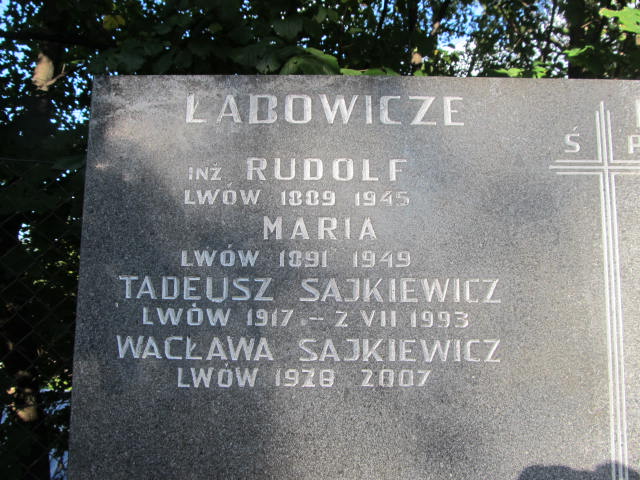 ŁABOWICZE
INŻ RUDOLF
LWÓW 1889 1945
MARIA
LWÓW 1891 1949
TADEUSZ SAJKIEWICZ
LWÓW 1917 – 2 VII 1993
WACŁAWA SAJKIEWICZ
LWÓW 1928 2007
Ś P